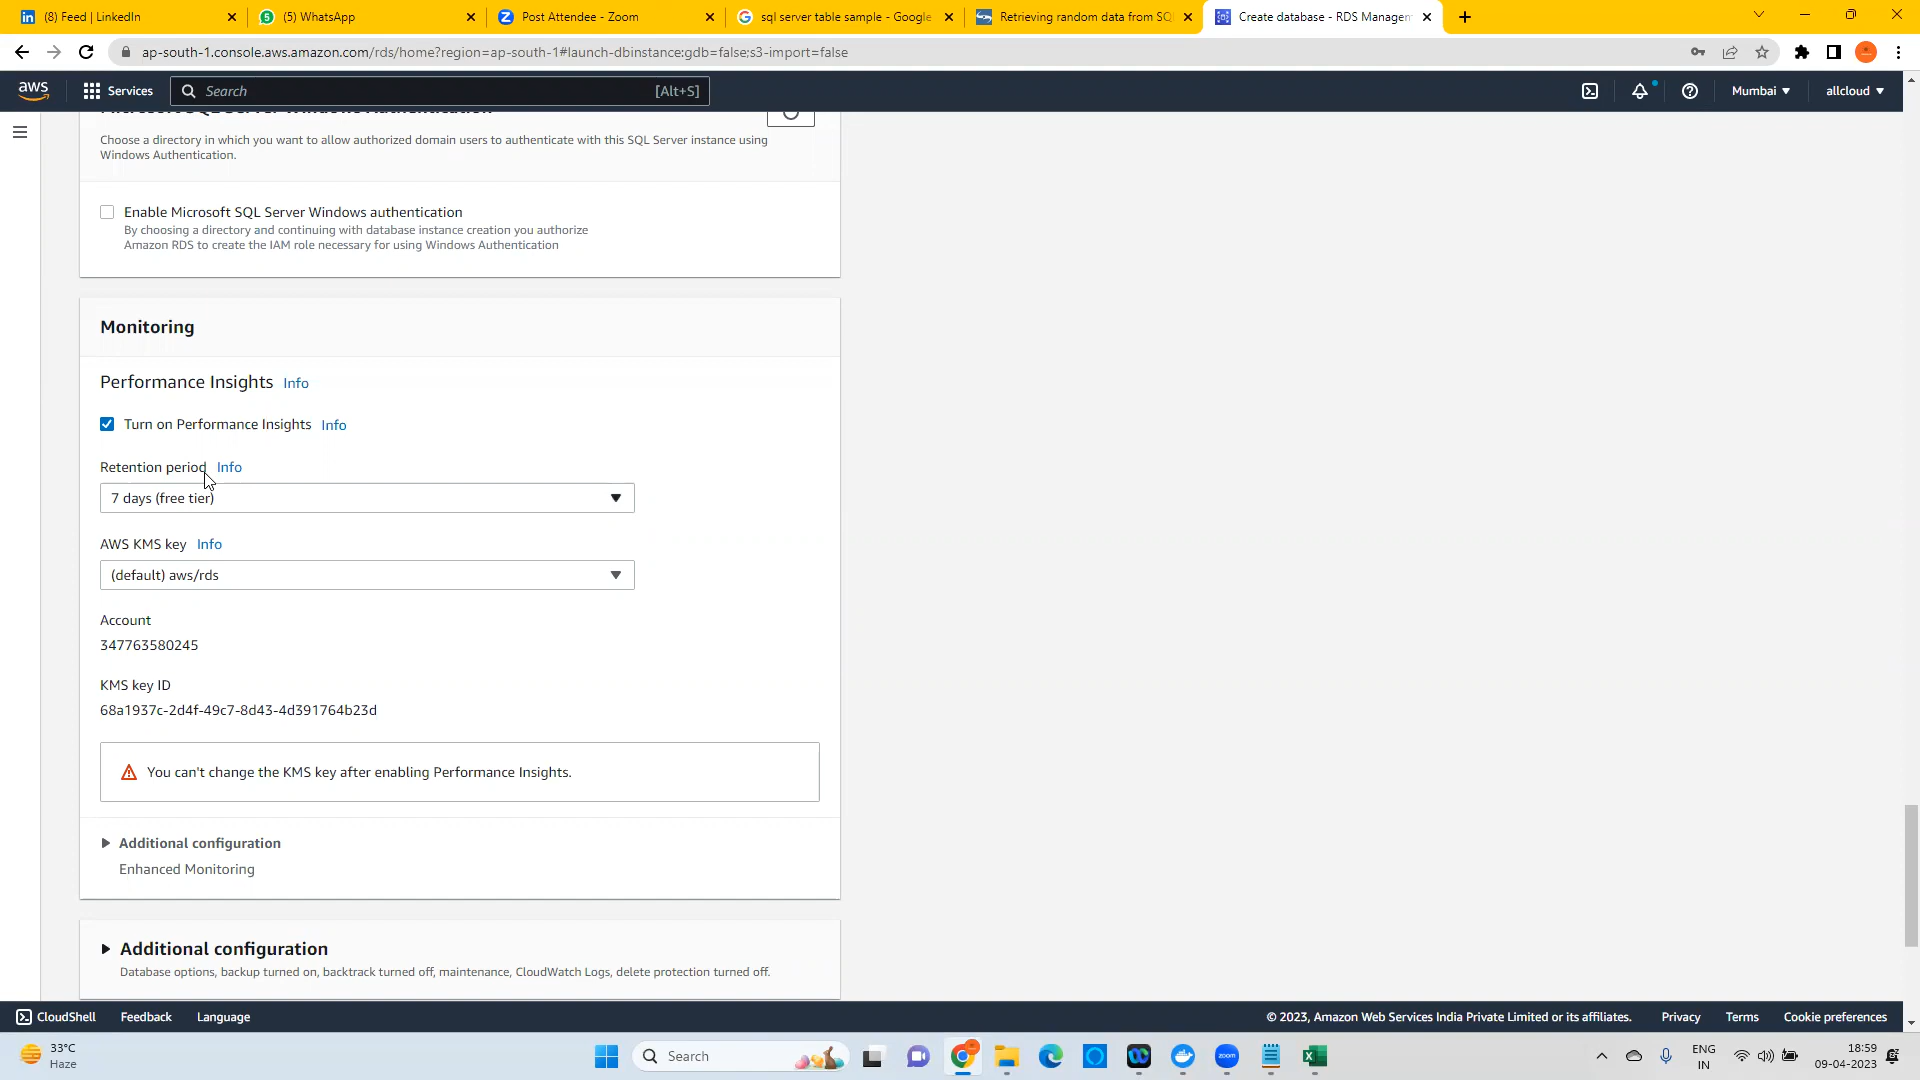 (8) Feed | LinkedIn
(5) WhatsApp
Post Attendee - Zoom
sql server table sample - Google
Retrieving random data from SQ
Create database - RDS Managem
ap-south-1.console.aws.amazon.com/rds/home?region=ap-south-1#launch-dbinstance:gdb=false;s3-import=false
aws
Services
Search
[Alt+S]
Mumbai
allcloud
Choose a directory in which you want to allow authorized domain users to authenticate with this SQL Server instance using
Windows Authentication.
Enable Microsoft SQL Server Windows authentication
By choosing a directory and continuing with database instance creation you authorize
Amazon RDS to create the IAM role necessary for using Windows Authentication
Monitoring
Performance Insights Info
Turn on Performance Insights Info
Retention period Info
7 days (free tier)
AWS KMS key Info
(default) aws/rds
Account
347763580245
KMS key ID
68a1937c-2d4f-49c7-8d43-4d391764b23d
You can't change the KMS key after enabling Performance Insights.
Additional configuration
Enhanced Monitoring
Additional configuration
Database options, backup turned on, backtrack turned off, maintenance, CloudWatch Logs, delete protection turned off.
CloudShell
Feedback
Language
© 2023, Amazon Web Services India Private Limited or its affiliates.
Privacy
Terms
Cookie preferences
33°C
Haze
Search
zoom
ENG
IN
18:59
09-04-2023